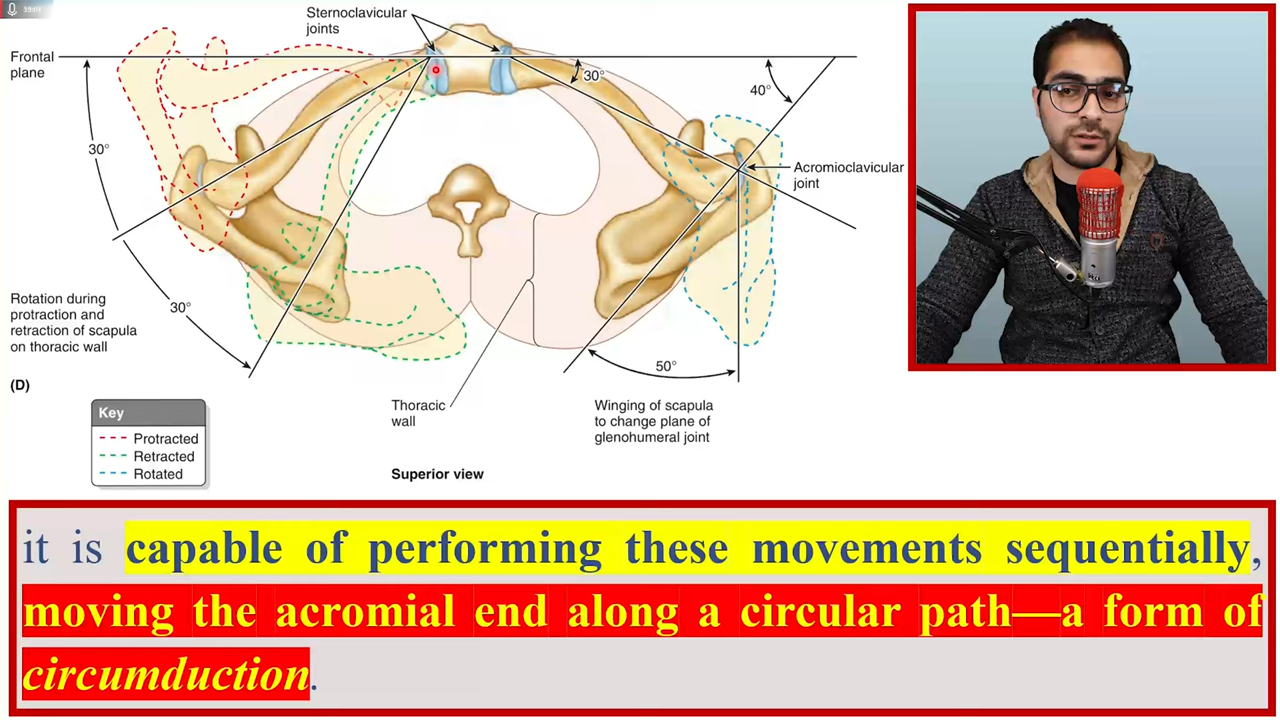 39:01
Sternoclavicular
joints
Frontal
plane
30°
40°
30°
Acromioclavicular
joint
Rotation during
protraction and
retraction of scapula
on thoracic wall
30°
50°
(D)
Key
Protracted
Retracted
Rotated
Thoracic
wall
Winging of scapula
to change plane of
glenohumeral joint
Superior view
it is capable of performing these movements sequentially,
moving the acromial end along a circular path—a form of
circumduction.